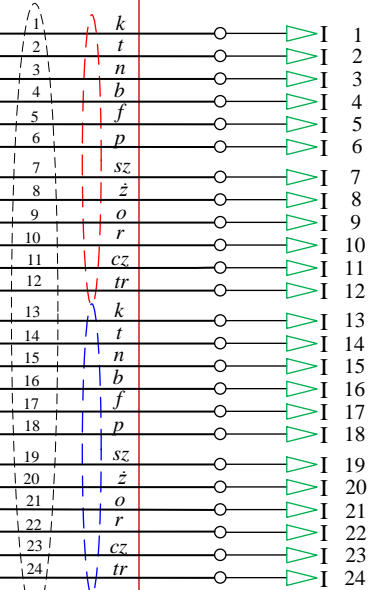 1 k I 1
2 t I 2
3 n I 3
4 b I 4
5 f I 5
6 p I 6
7 sz I 7
8 ż I 8
9 o I 9
10 r I 10
11 cz I 11
12 tr I 12
13 k I 13
14 t I 14
15 n I 15
16 b I 16
17 f I 17
18 p I 18
19 sz I 19
20 ż I 20
21 o I 21
22 r I 22
23 cz I 23
24 tr I 24